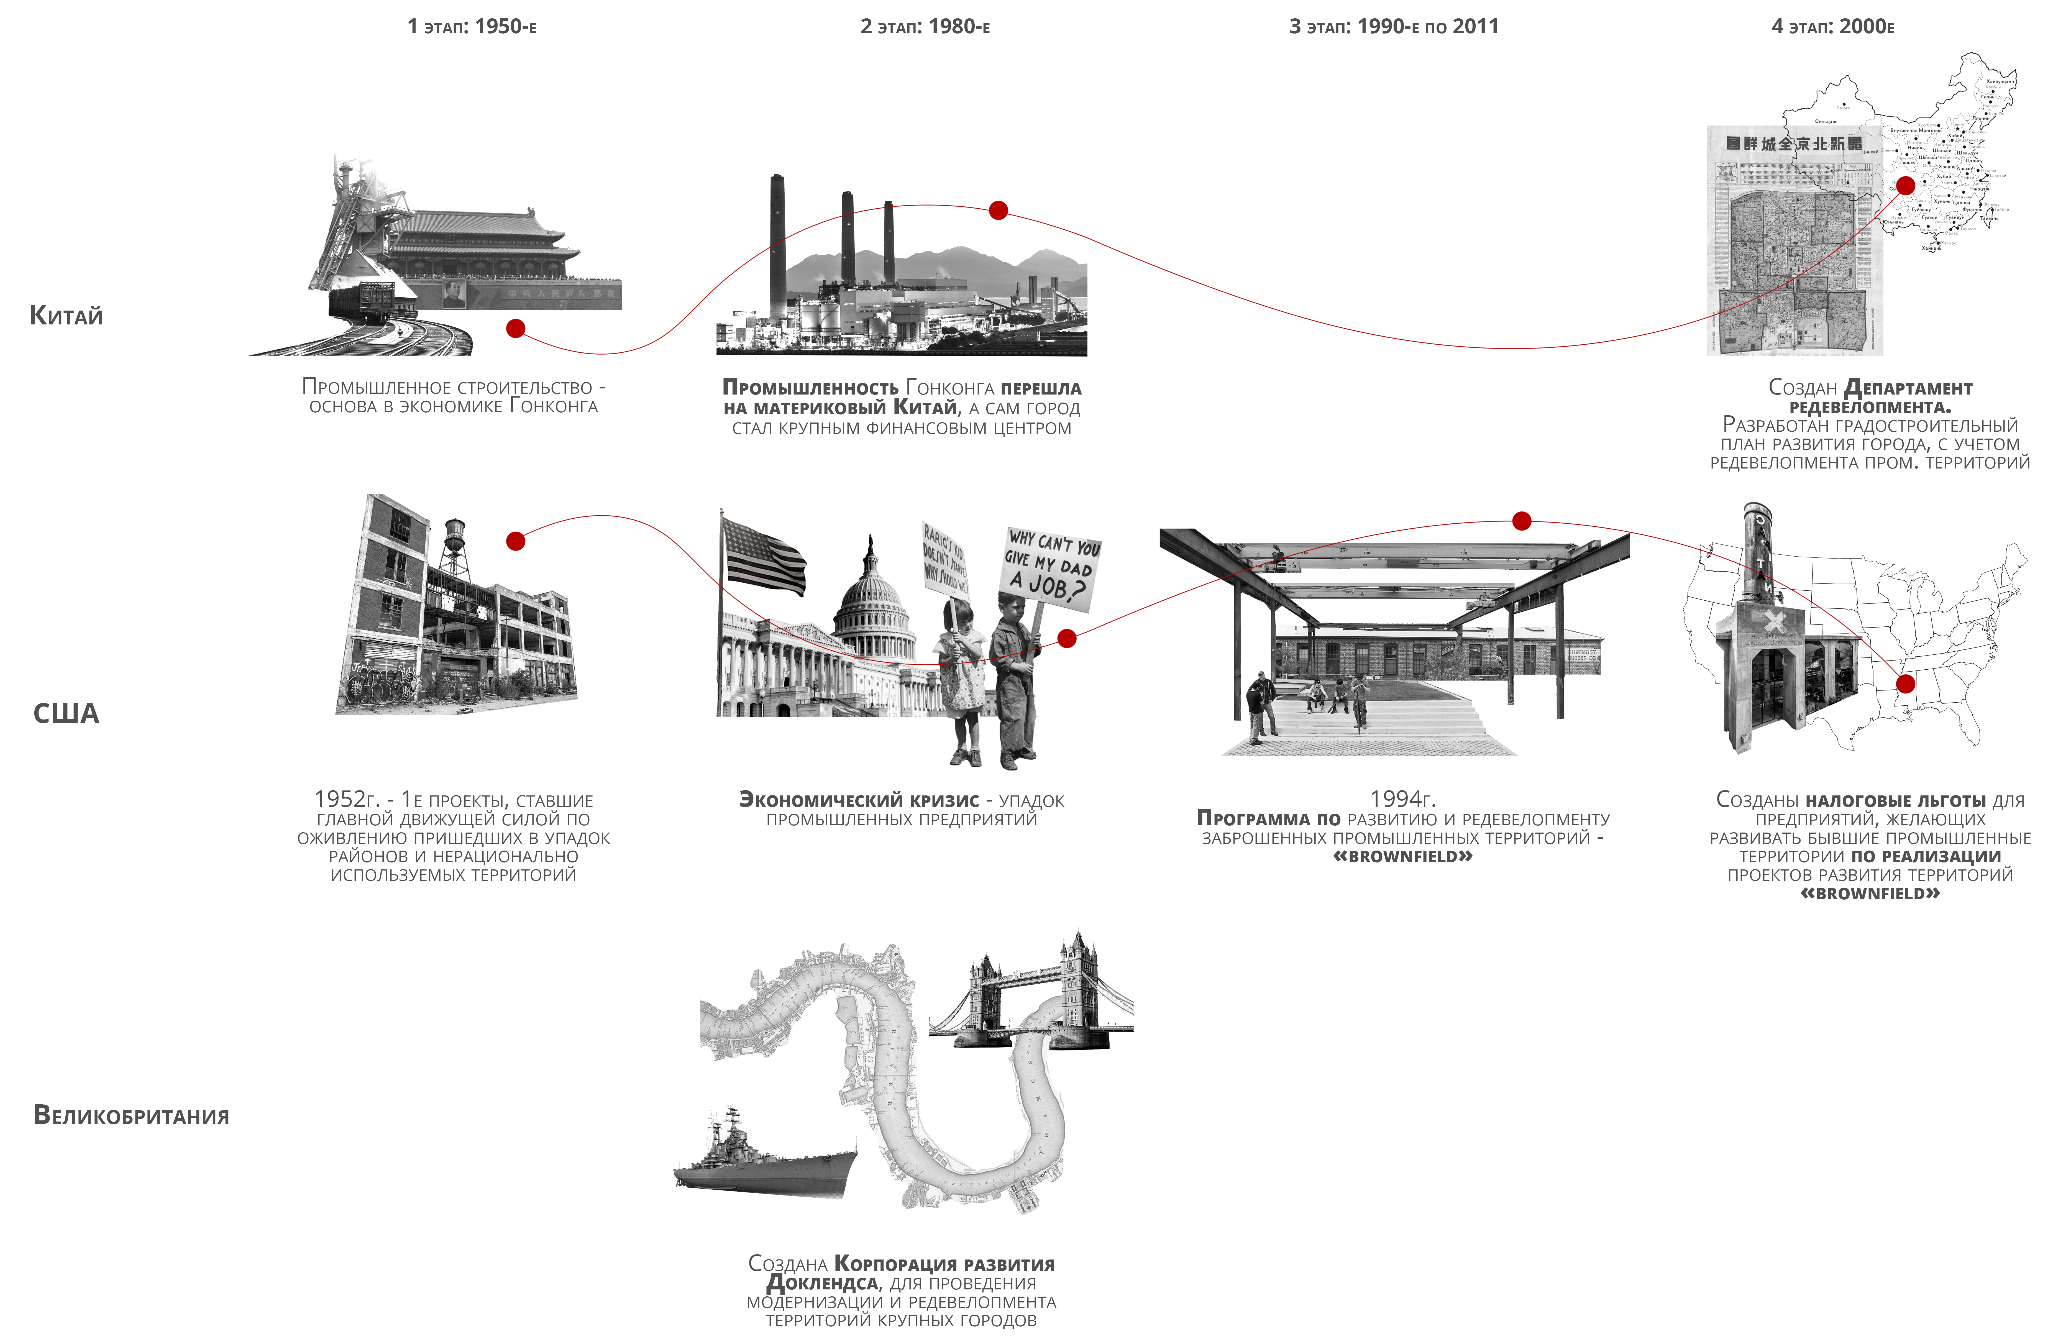 1 этап: 1950-е
2 этап: 1980-е
3 этап: 1990-е по 2011
4 этап: 2000е
Китай
新北京全城
Промышленное строительство -
основа в экономике Гонконга
Промышленность Гонконга перешла
на материковый Китай, а сам город
стал крупным финансовым центром
Создан Департамент
редевелопмента.
Разработан градостроительный
план развития города, с учетом
редевелопмента пром. территорий
США
WHY CAN'T YOU
GIVE MY DAD
A JOB?
1952г. - 1е проекты, ставшие
главной движущей силой по
оживлению пришедших в упадок
районов и нерационально
используемых территорий
Экономический кризис - упадок
промышленных предприятий
1994г.
Программа по развитию и редевелопменту
заброшенных промышленных территорий -
«brownfield»
Созданы налоговые льготы для
предприятий, желающих
развивать бывшие промышленные
территории по реализации
проектов развития территорий
«brownfield»
Великобритания
Создана Корпорация развития
Доклендса, для проведения
модернизации и редевелопмента
территорий крупных городов